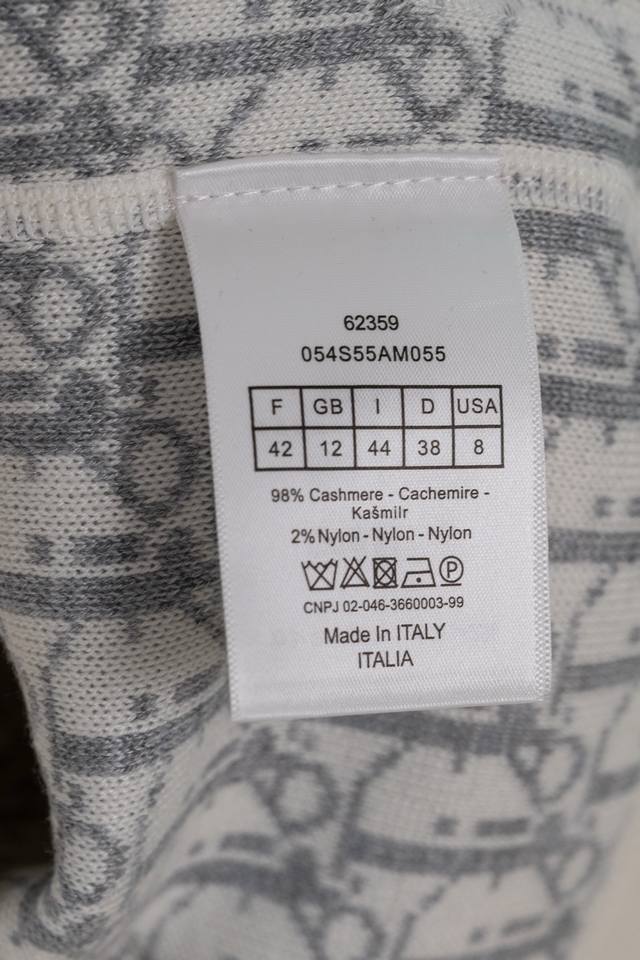 62359
054S55AM055
F GB I D USA
42 12 44 38 8
98% Cashmere - Cachemire -
Kašmilr
2% Nylon - Nylon - Nylon
P
CNPJ 02-046-3660003-99
Made In ITALY
ITALIA